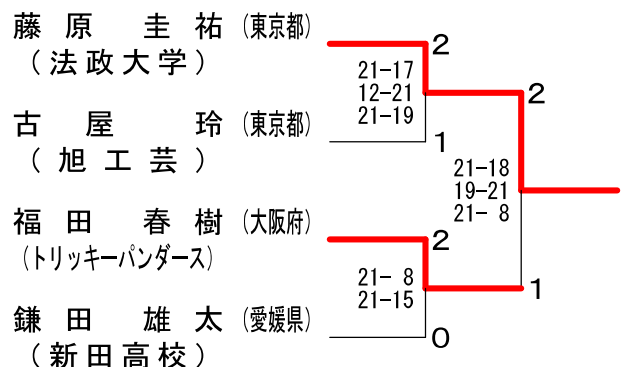 藤原 圭祐 (東京都)
(法政大学)
2
21-17
12-21
21-19
2
古屋 玲 (東京都)
(旭工芸)
1
21-18
19-21
21- 8
福田 春樹 (大阪府)
(トリッキーパンダース)
2
21- 8
21-15
1
鎌田 雄太 (愛媛県)
(新田高校)
0